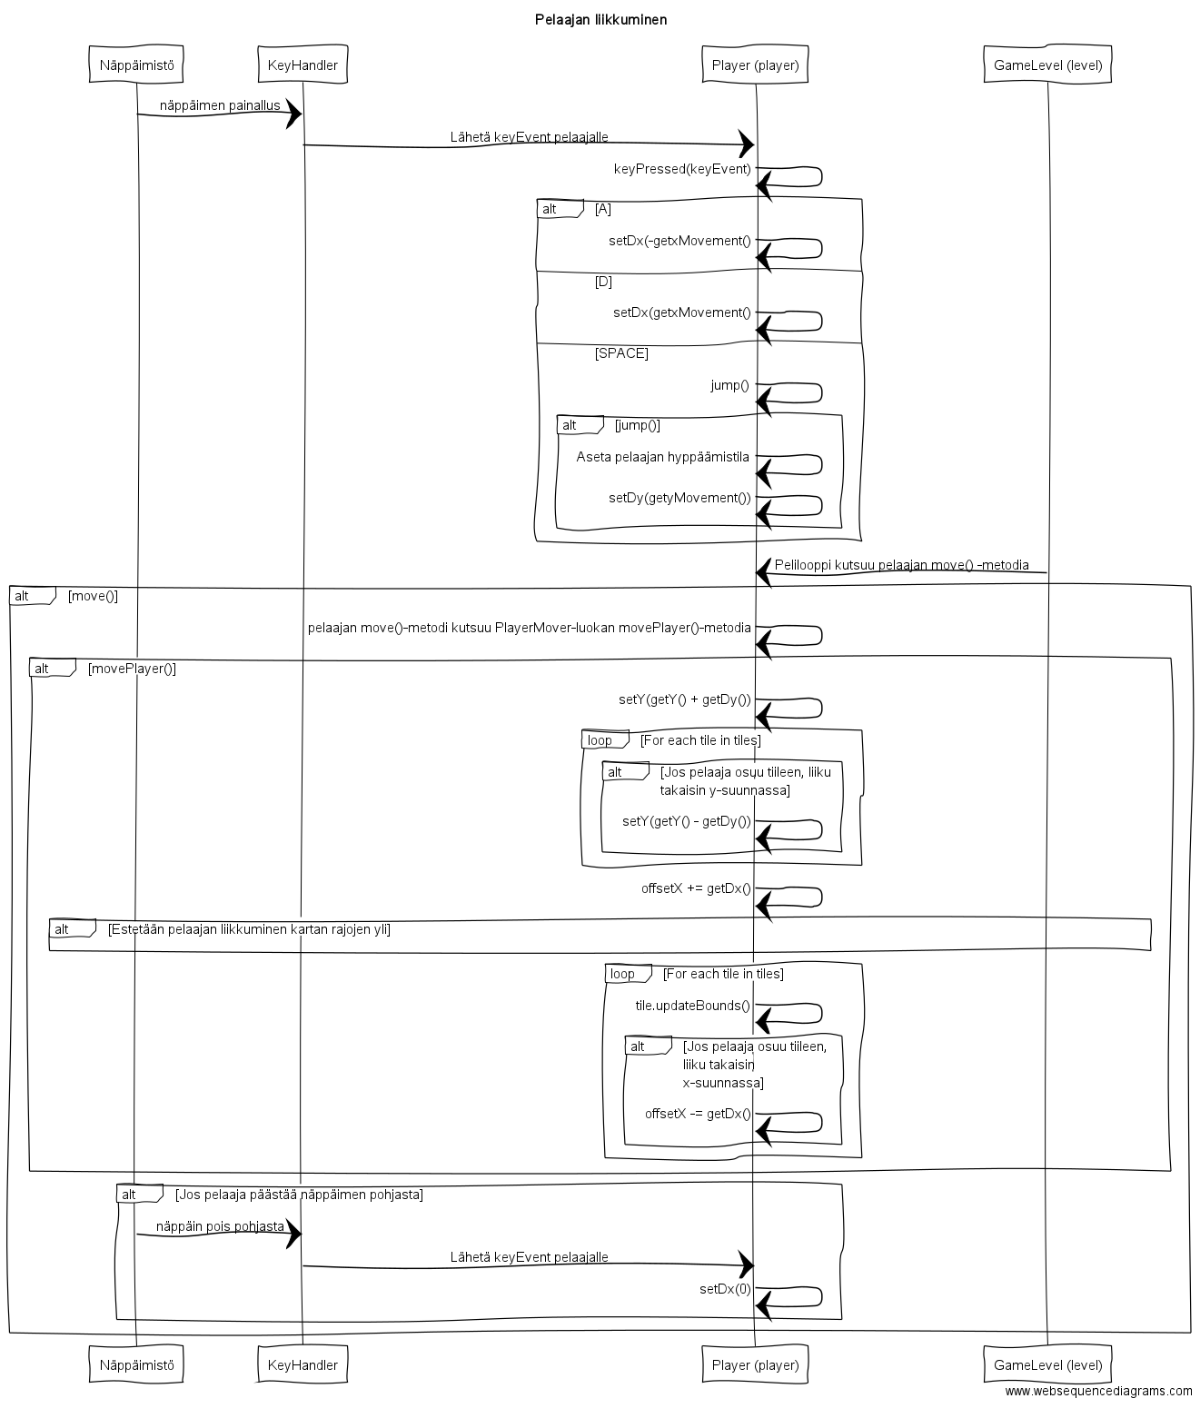 Pelaajan liikkuminen
Näppäimistö
KeyHandler
Player (player)
GameLevel (level)
näppäimen painallus
Lähetä keyEvent pelaajalle
keyPressed(keyEvent)
alt
[A]
setDx(-getxMovement()
[D]
setDx(getxMovement()
[SPACE]
jump()
alt
[jump()]
Aseta pelaajan hyppäämistila
setDy(getyMovement())
Pelilooppi kutsuu pelaajan move() -metodia
alt
[move()]
pelaajan move()-metodi kutsuu PlayerMover-luokan movePlayer()-metodia
alt
[movePlayer()]
setY(getY() + getDy())
loop
[For each tile in tiles]
alt
[Jos pelaaja osuu tiileen, liiku
takaisin y-suunnassa]
setY(getY() - getDy())
offsetX += getDx()
alt
[Estetään pelaajan liikkuminen kartan rajojen yli]
loop
[For each tile in tiles]
tile.updateBounds()
alt
[Jos pelaaja osuu tiileen,
liiku takaisin
x-suunnassa]
offsetX -= getDx()
alt
[Jos pelaaja päästää näppäimen pohjasta]
näppäin pois pohjasta
Lähetä keyEvent pelaajalle
setDx(0)
Näppäimistö
KeyHandler
Player (player)
GameLevel (level)
www.websequencediagrams.com